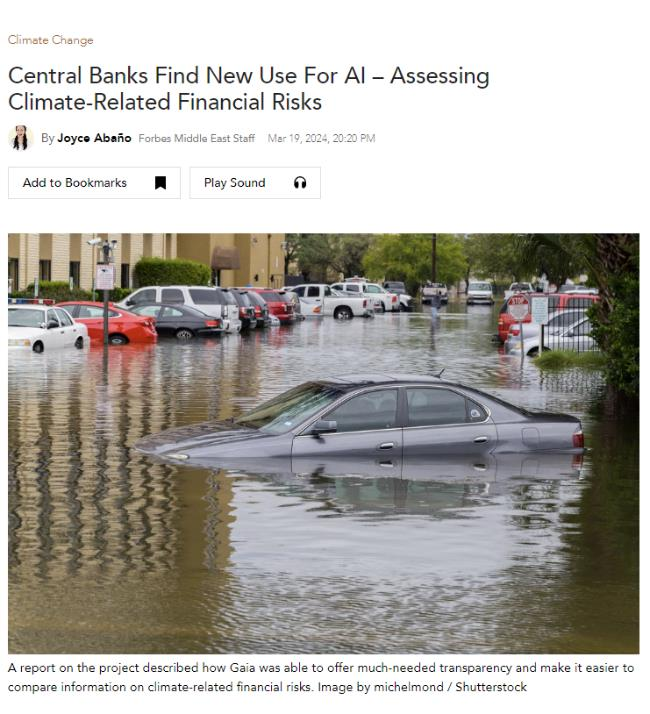 Climate Change
Central Banks Find New Use For AI – Assessing
Climate-Related Financial Risks
By Joyce Abaño Forbes Middle East Staff Mar 19, 2024, 20:20 PM
Add to Bookmarks
Play Sound
STOP
A report on the project described how Gaia was able to offer much-needed transparency and make it easier to
compare information on climate-related financial risks. Image by michelmond / Shutterstock